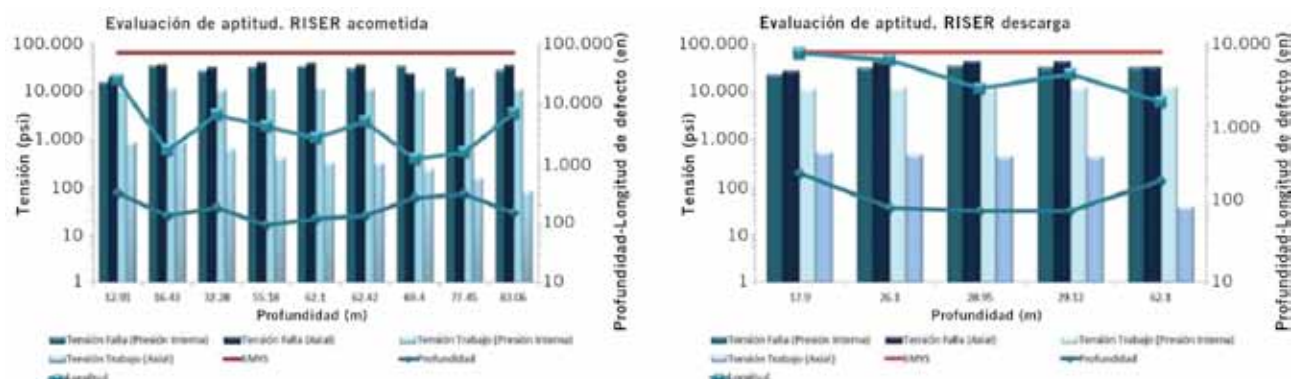 Evaluación de aptitud. RISER acometida
100.000
10.000
1.000
100
10
1
Tensión (psi)
100.000
10.000
1.000
100
10
Profundidad-Longitud de defecto (en)
12.91 16.43 32.28 55.18 62.1 62.42 69.4 77.45 83.06
Profundidad (m)
Tensión Falla (Presión Interna) Tensión Falla (Axial) Tensión Trabajo (Presión Interna)
Tensión Trabajo (Axial) SMYS Profundidad
Longitud
Evaluación de aptitud. RISER descarga
100.000
10.000
1.000
100
10
1
Tensión (psi)
10.000
1.000
100
10
Profundidad-Longitud de defecto (en)
17.9 26.3 28.95 29.12 62.8
Profundidad (m)
Tensión Falla (Presión Interna) Tensión Falla (Axial) Tensión Trabajo (Presión Interna)
Tensión Trabajo (Axial) SMYS Profundidad
Longitud